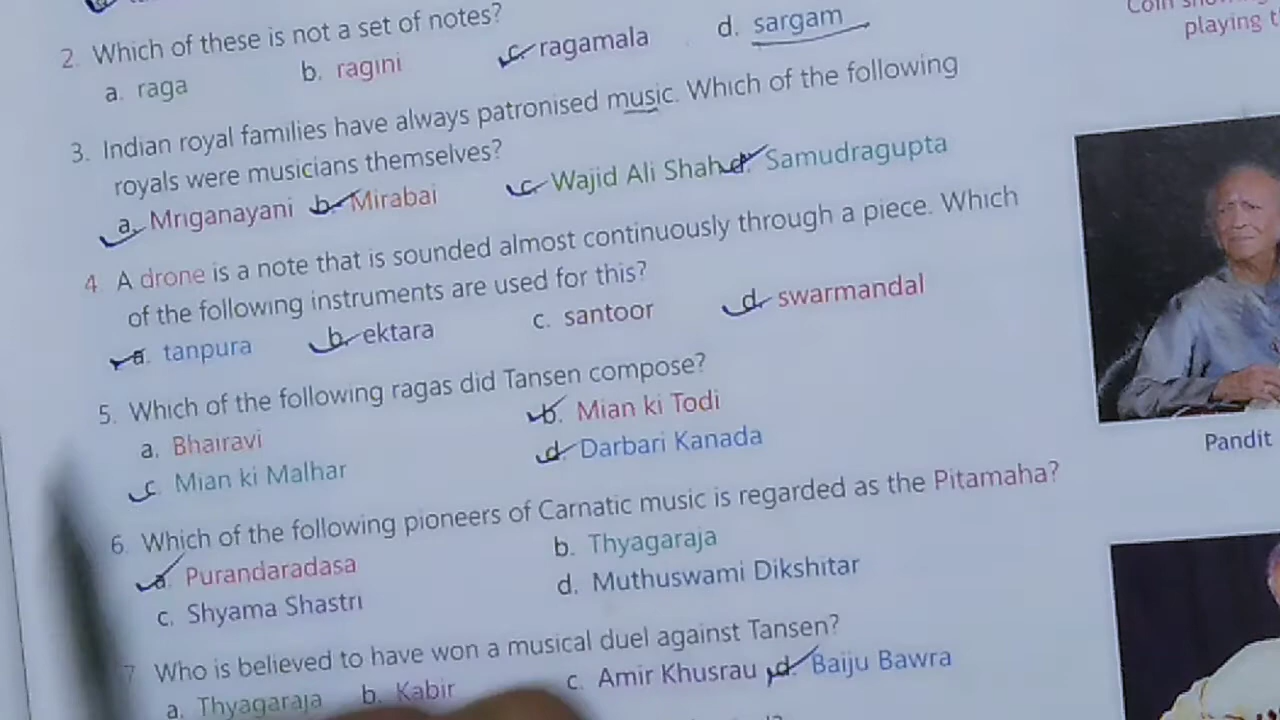 2. Which of these is not a set of notes?
a. raga b. ragini c. ragamala d. sargam
3. Indian royal families have always patronised music. Which of the following
royals were musicians themselves?
a. Mriganayani b. Mirabai c. Wajid Ali Shah d. Samudragupta
4 A drone is a note that is sounded almost continuously through a piece. Which
of the following instruments are used for this?
a. tanpura b. ektara c. santoor d. swarmandal
5. Which of the following ragas did Tansen compose?
a. Bhairavi b. Mian ki Todi
c. Mian ki Malhar d. Darbari Kanada
6. Which of the following pioneers of Carnatic music is regarded as the Pitamaha?
a. Purandaradasa b. Thyagaraja
c. Shyama Shastri d. Muthuswami Dikshitar
7 Who is believed to have won a musical duel against Tansen?
a. Thyagaraja b. Kabir c. Amir Khusrau d. Baiju Bawra
Coin
playing
Pandit